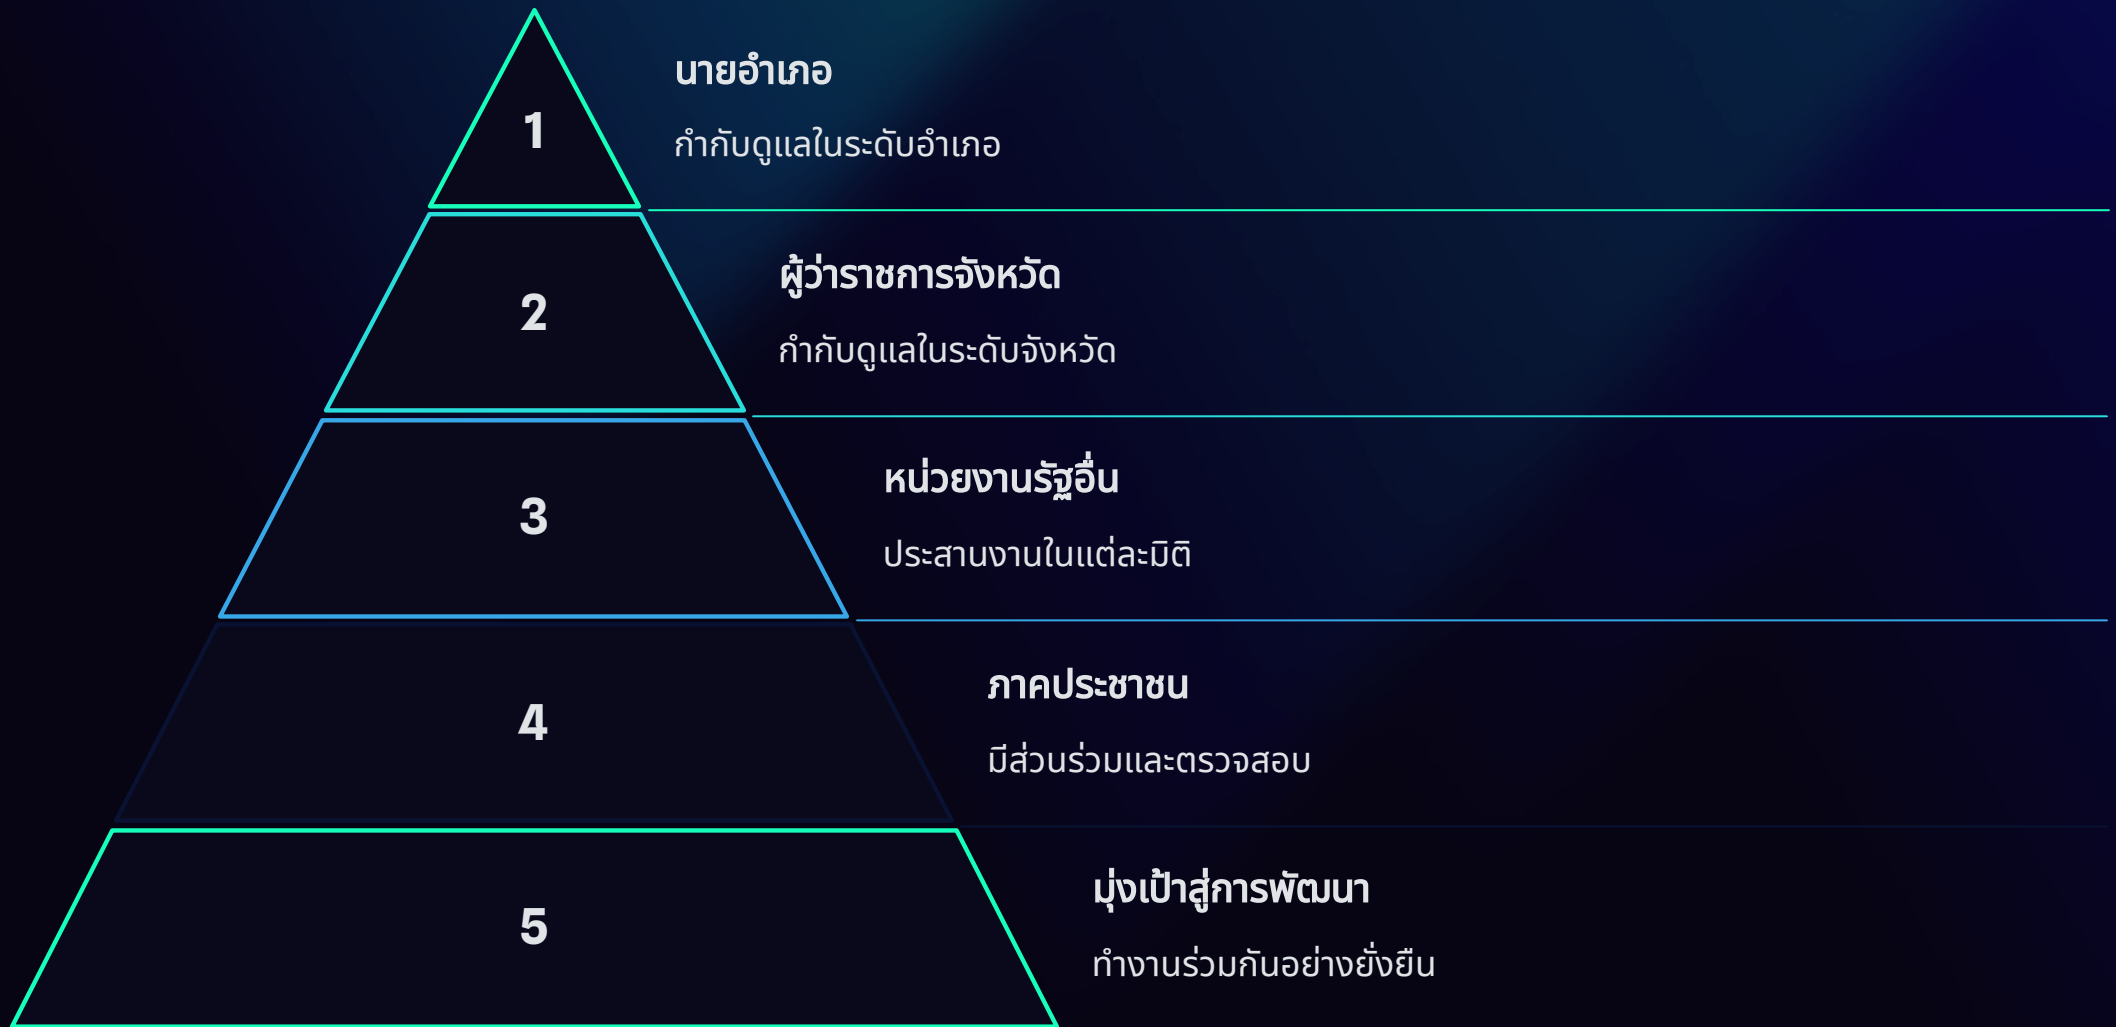 1
นายอำเภอ
กำกับดูแลในระดับอำเภอ
2
ผู้ว่าราชการจังหวัด
กำกับดูแลในระดับจังหวัด
3
หน่วยงานรัฐอื่น
ประสานงานในแต่ละมิติ
4
ภาคประชาชน
มีส่วนร่วมและตรวจสอบ
5
มุ่งเป้าสู่การพัฒนา
ทำงานร่วมกันอย่างยั่งยืน